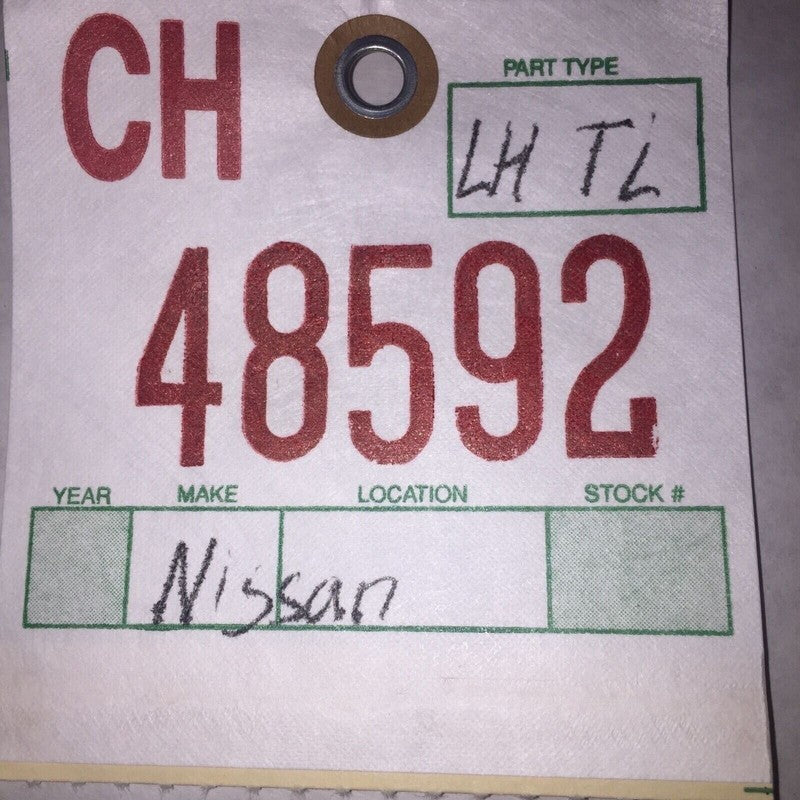 CH
PART TYPE
LH TL
48592
YEAR MAKE LOCATION STOCK #
Nissan